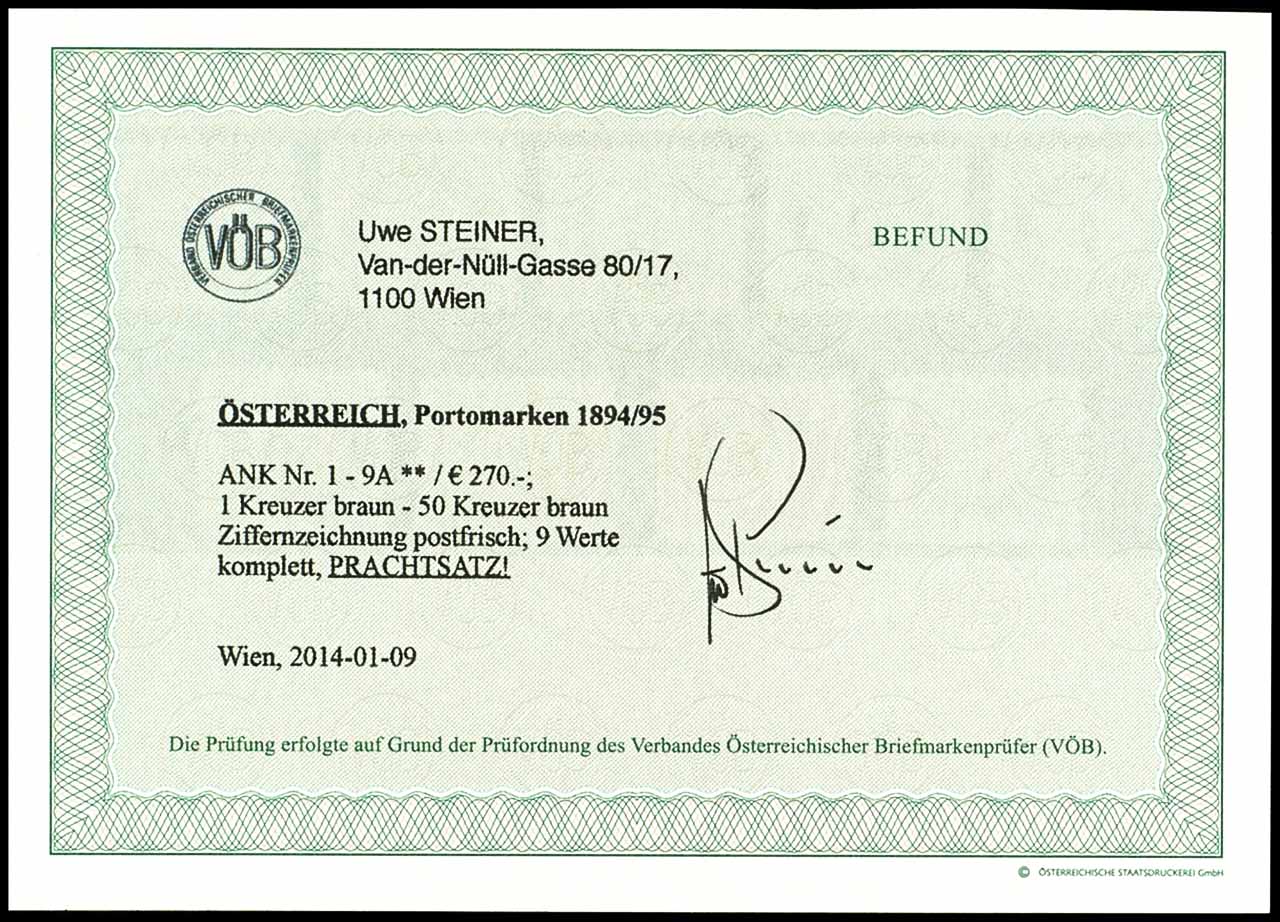 VERBAND ÖSTERREICHISCHER BRIEFMARKENPRÜFER
VÖB
Uwe STEINER,
Van-der-Nüll-Gasse 80/17,
1100 Wien
BEFUND
ÖSTERREICH, Portomarken 1894/95
ANK Nr. 1 - 9A ** / € 270.-;
1 Kreuzer braun - 50 Kreuzer braun
Ziffernzeichnung postfrisch; 9 Werte
komplett, PRACHTSATZ!
Wien, 2014-01-09
Die Prüfung erfolgte auf Grund der Prüfordnung des Verbandes Österreichischer Briefmarkenprüfer (VÖB).
© ÖSTERREICHISCHE STAATSDRUCKEREI GmbH